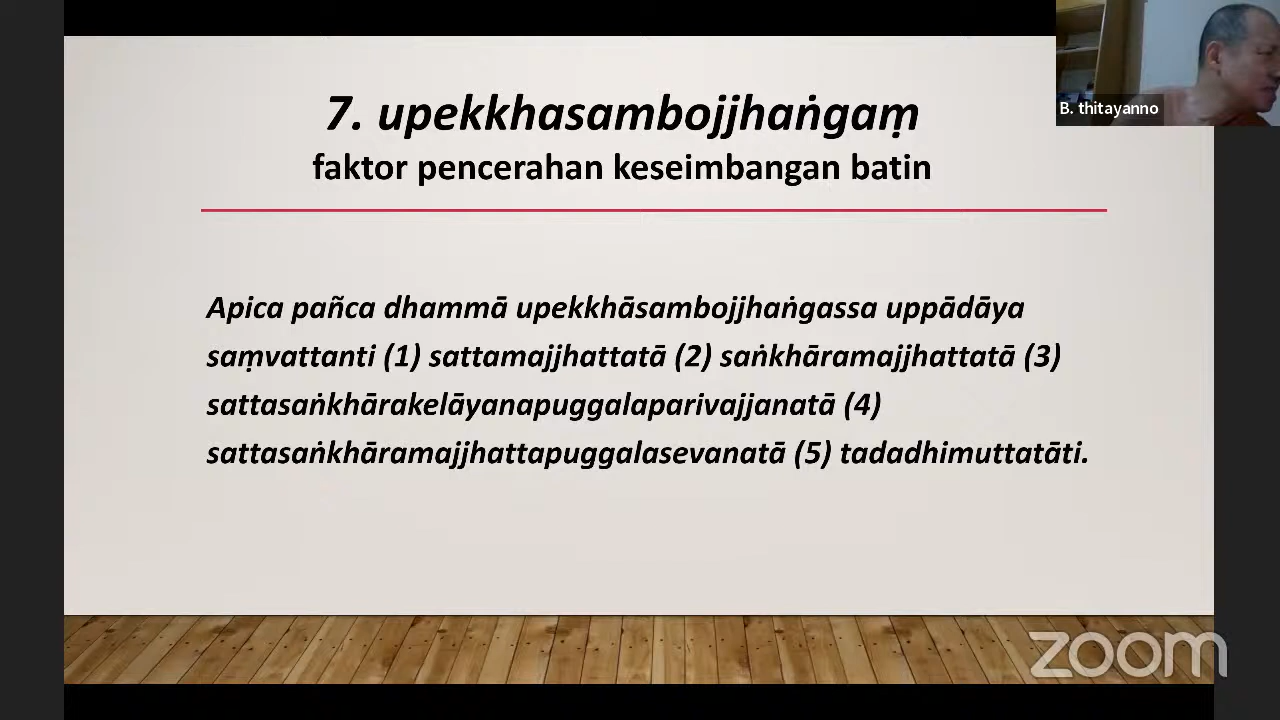 7. upekkhasambojjhaṅgaṃ
faktor pencerahan keseimbangan batin
B. thitayanno
Apica pañca dhammā upekkhāsambojjhaṅgassa uppādāya
saṃvattanti (1) sattamajjhattatā (2) saṅkhāramajjhattatā (3)
sattasaṅkhārakelāyanapuggalaparivajjanatā (4)
sattasaṅkhāramajjhattapuggalasevanatā (5) tadadhimuttatāti.
zoom